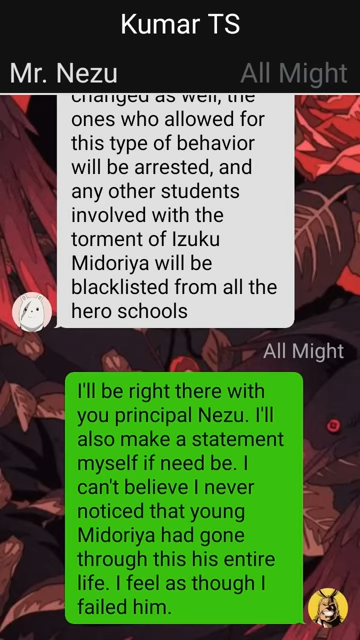 Kumar TS
Mr. Nezu
All Might
changed as well, the
ones who allowed for
this type of behavior
will be arrested, and
any other students
involved with the
torment of Izuku
Midoriya will be
blacklisted from all the
hero schools
All Might
I'll be right there with
you principal Nezu. I'll
also make a statement
myself if need be. I
can't believe I never
noticed that young
Midoriya had gone
through this his entire
life. I feel as though I
failed him.